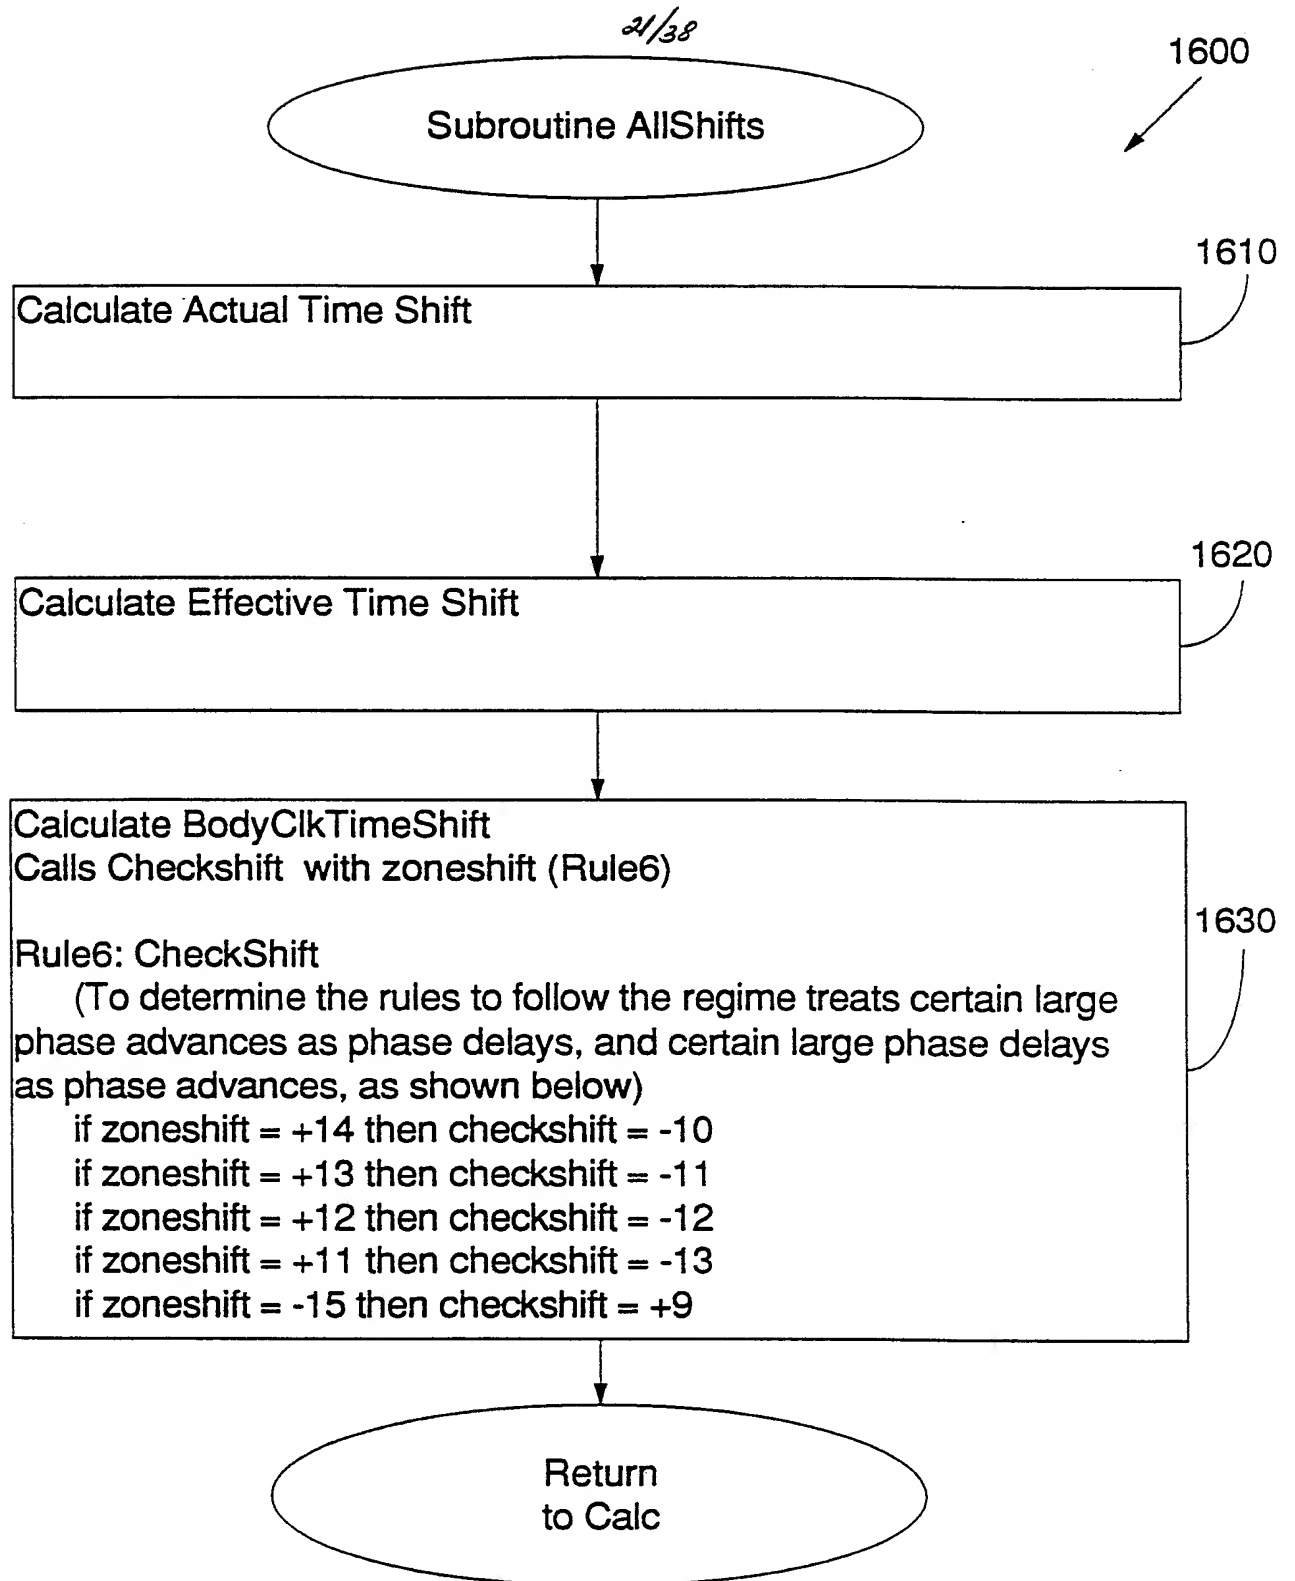 21/38
1600
Subroutine AllShifts
1610
Calculate Actual Time Shift
1620
Calculate Effective Time Shift
Calculate BodyClkTimeShift
Calls Checkshift with zoneshift (Rule6)
1630
Rule6: CheckShift
(To determine the rules to follow the regime treats certain large
phase advances as phase delays, and certain large phase delays
as phase advances, as shown below)
if zoneshift = +14 then checkshift = -10
if zoneshift = +13 then checkshift = -11
if zoneshift = +12 then checkshift = -12
if zoneshift = +11 then checkshift = -13
if zoneshift = -15 then checkshift = +9
Return
to Calc